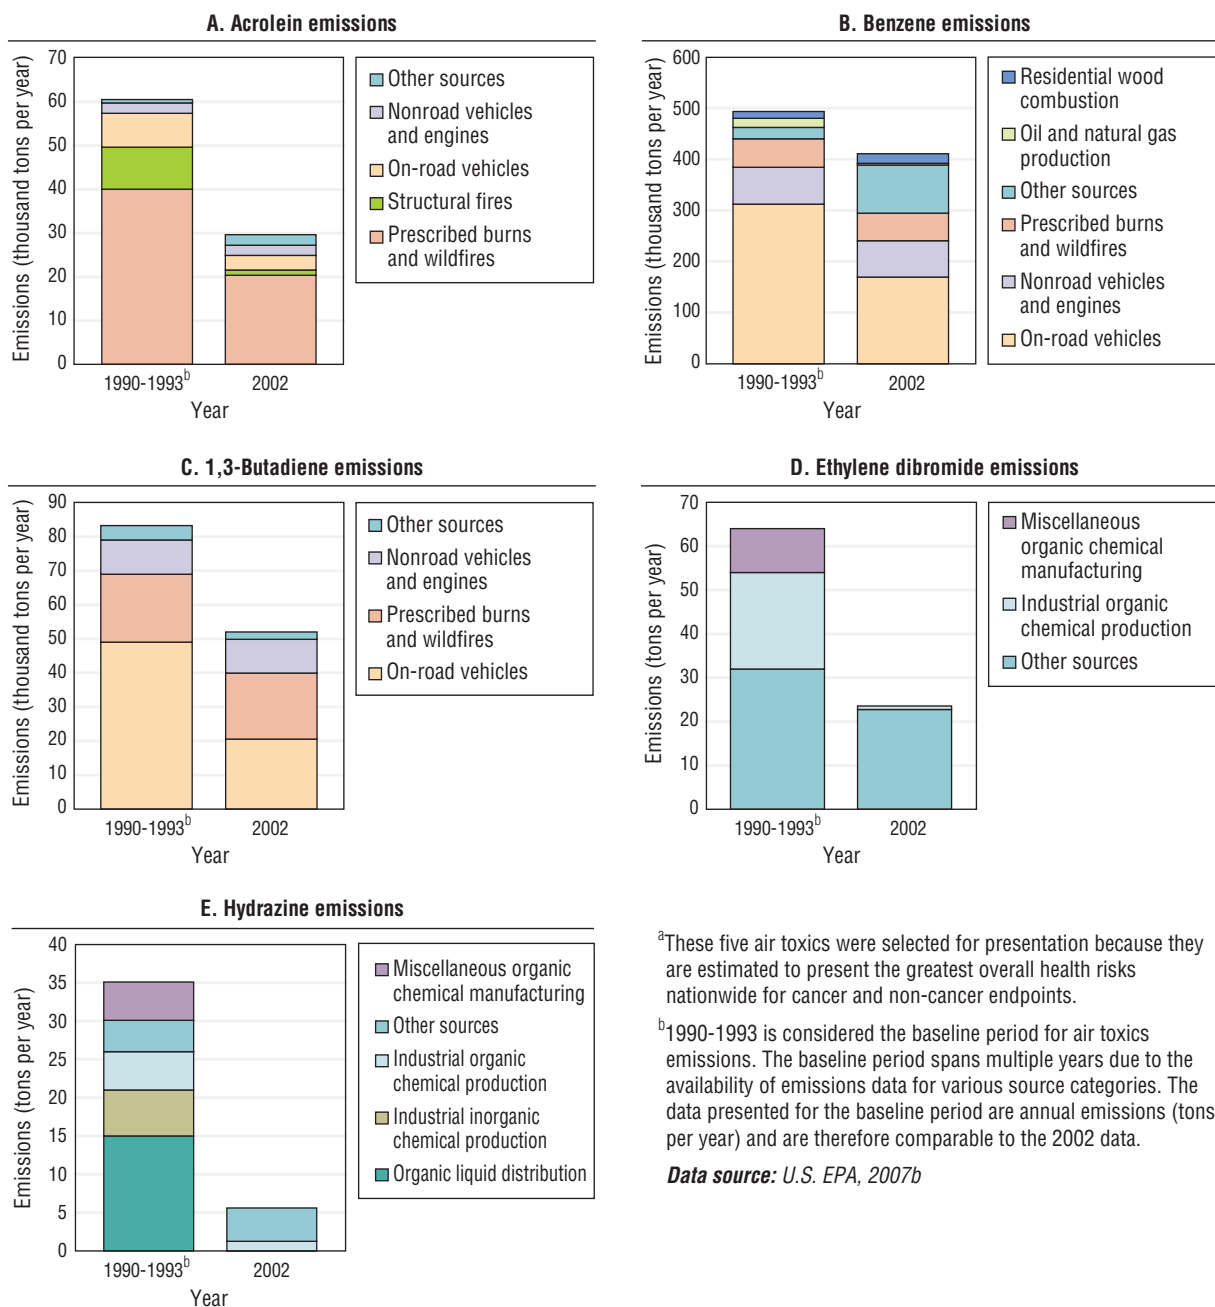 A. Acrolein emissions
Emissions (thousand tons per year)
70
60
50
40
30
20
10
0
1990-1993b
2002
Year
Other sources
Nonroad vehicles
and engines
On-road vehicles
Structural fires
Prescribed burns
and wildfires
B. Benzene emissions
Emissions (thousand tons per year)
600
500
400
300
200
100
0
1990-1993b
2002
Year
Residential wood
combustion
Oil and natural gas
production
Other sources
Prescribed burns
and wildfires
Nonroad vehicles
and engines
On-road vehicles
C. 1,3-Butadiene emissions
Emissions (thousand tons per year)
90
80
70
60
50
40
30
20
10
0
1990-1993b
2002
Year
Other sources
Nonroad vehicles
and engines
Prescribed burns
and wildfires
On-road vehicles
D. Ethylene dibromide emissions
Emissions (tons per year)
70
60
50
40
30
20
10
0
1990-1993b
2002
Year
Miscellaneous
organic chemical
manufacturing
Industrial organic
chemical production
Other sources
E. Hydrazine emissions
Emissions (tons per year)
40
35
30
25
20
15
10
5
0
1990-1993b
2002
Year
Miscellaneous organic
chemical manufacturing
Other sources
Industrial organic
chemical production
Industrial inorganic
chemical production
Organic liquid distribution
aThese five air toxics were selected for presentation because they
are estimated to present the greatest overall health risks
nationwide for cancer and non-cancer endpoints.
b1990-1993 is considered the baseline period for air toxics
emissions. The baseline period spans multiple years due to the
availability of emissions data for various source categories. The
data presented for the baseline period are annual emissions (tons
per year) and are therefore comparable to the 2002 data.
Data source: U.S. EPA, 2007b